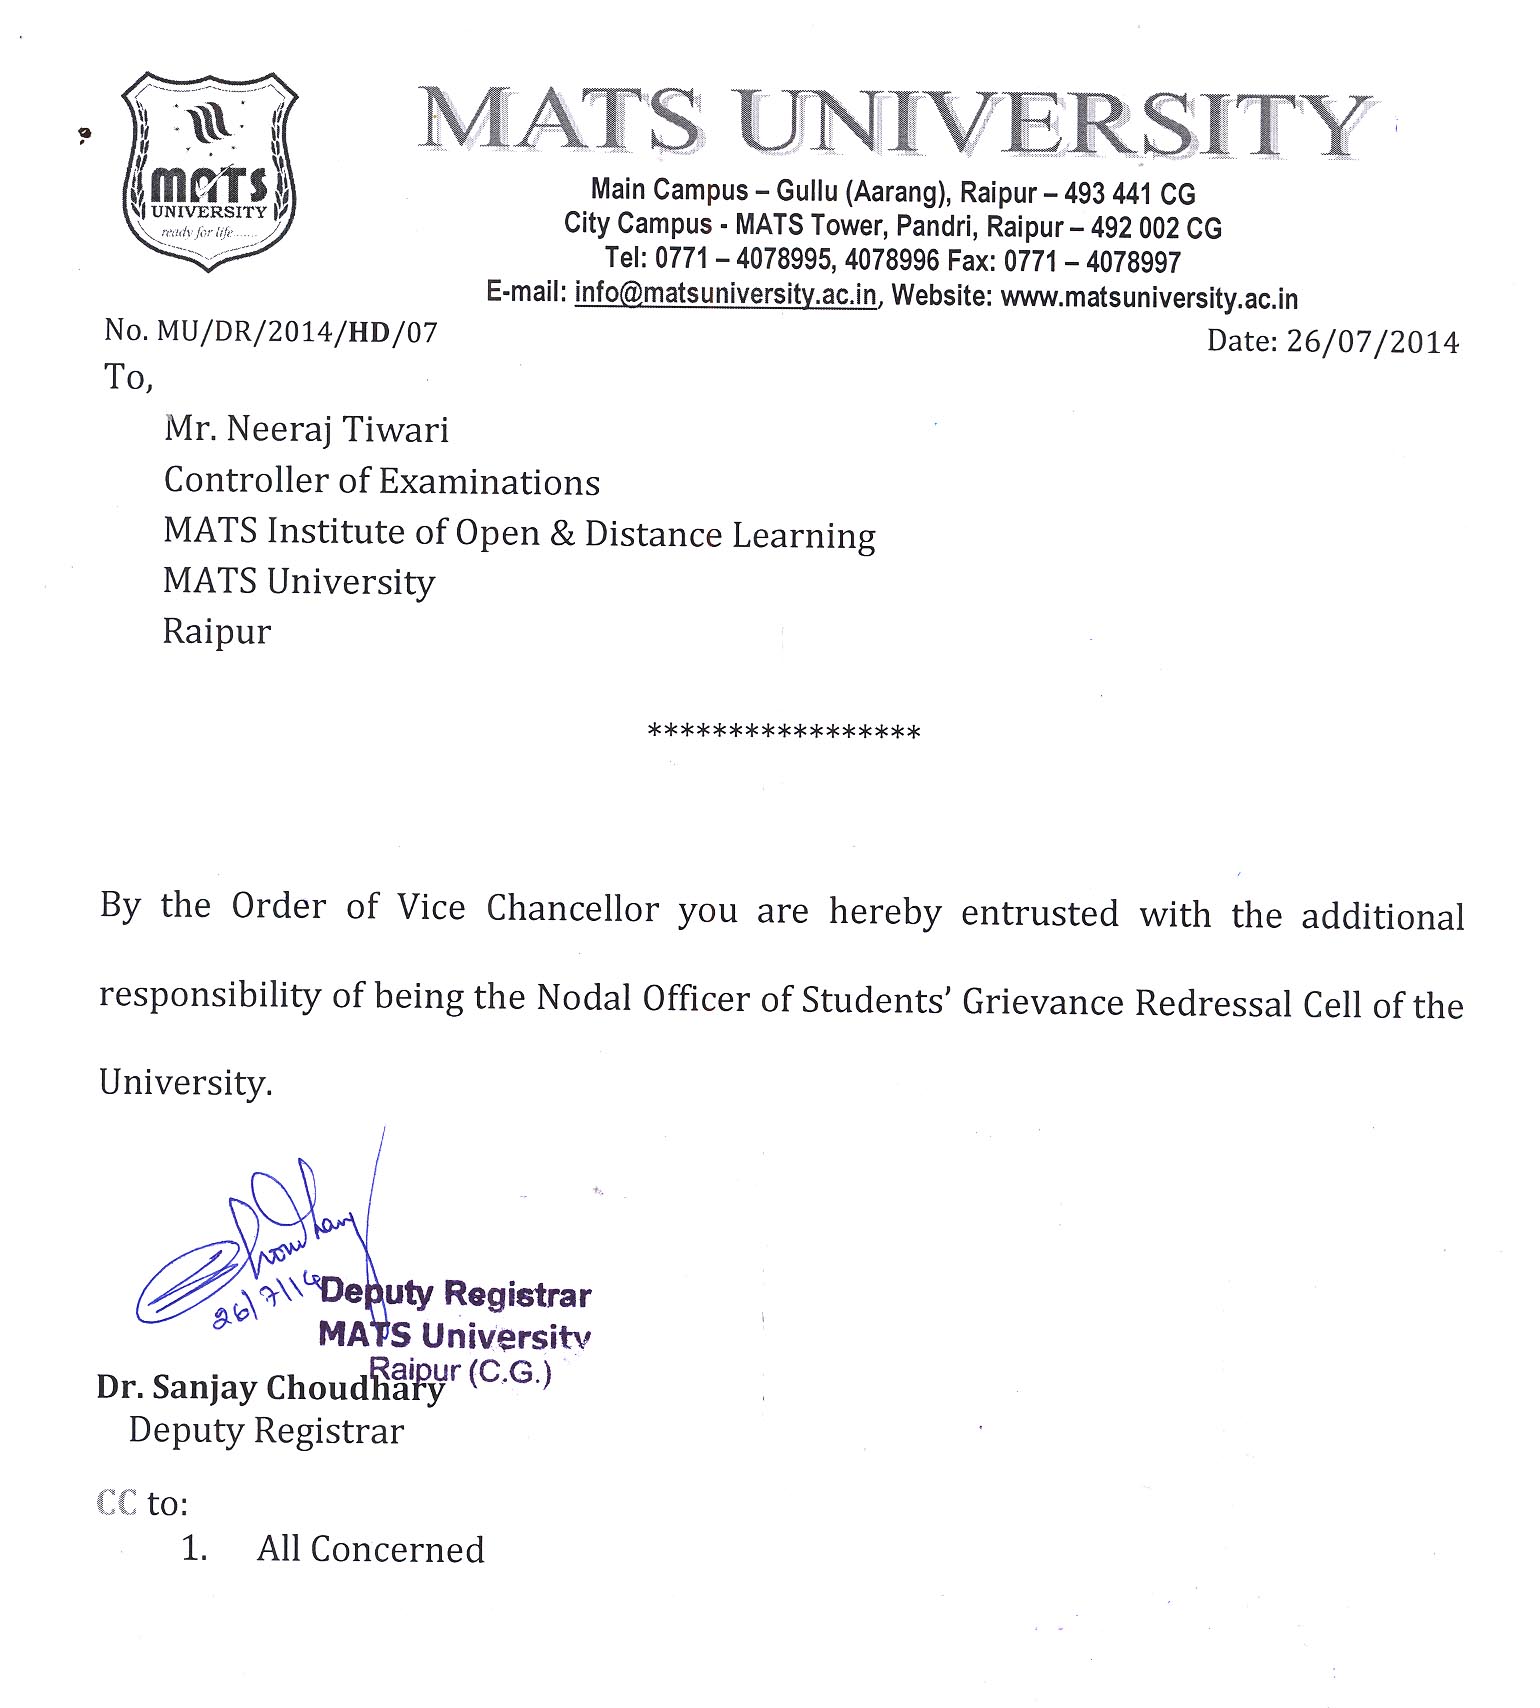 MATS
UNIVERSITY
ready for life......
MATS UNIVERSITY
Main Campus – Gullu (Aarang), Raipur – 493 441 CG
City Campus - MATS Tower, Pandri, Raipur – 492 002 CG
Tel: 0771 – 4078995, 4078996 Fax: 0771 – 4078997
E-mail: info@matsuniversity.ac.in, Website: www.matsuniversity.ac.in
No. MU/DR/2014/HD/07
Date: 26/07/2014
To,
Mr. Neeraj Tiwari
Controller of Examinations
MATS Institute of Open & Distance Learning
MATS University
Raipur
*****************
By the Order of Vice Chancellor you are hereby entrusted with the additional
responsibility of being the Nodal Officer of Students’ Grievance Redressal Cell of the
University.
Choudhary
26/7/14
Deputy Registrar
MATS University
Raipur (C.G.)
Dr. Sanjay Choudhary
Deputy Registrar
CC to:
1. All Concerned